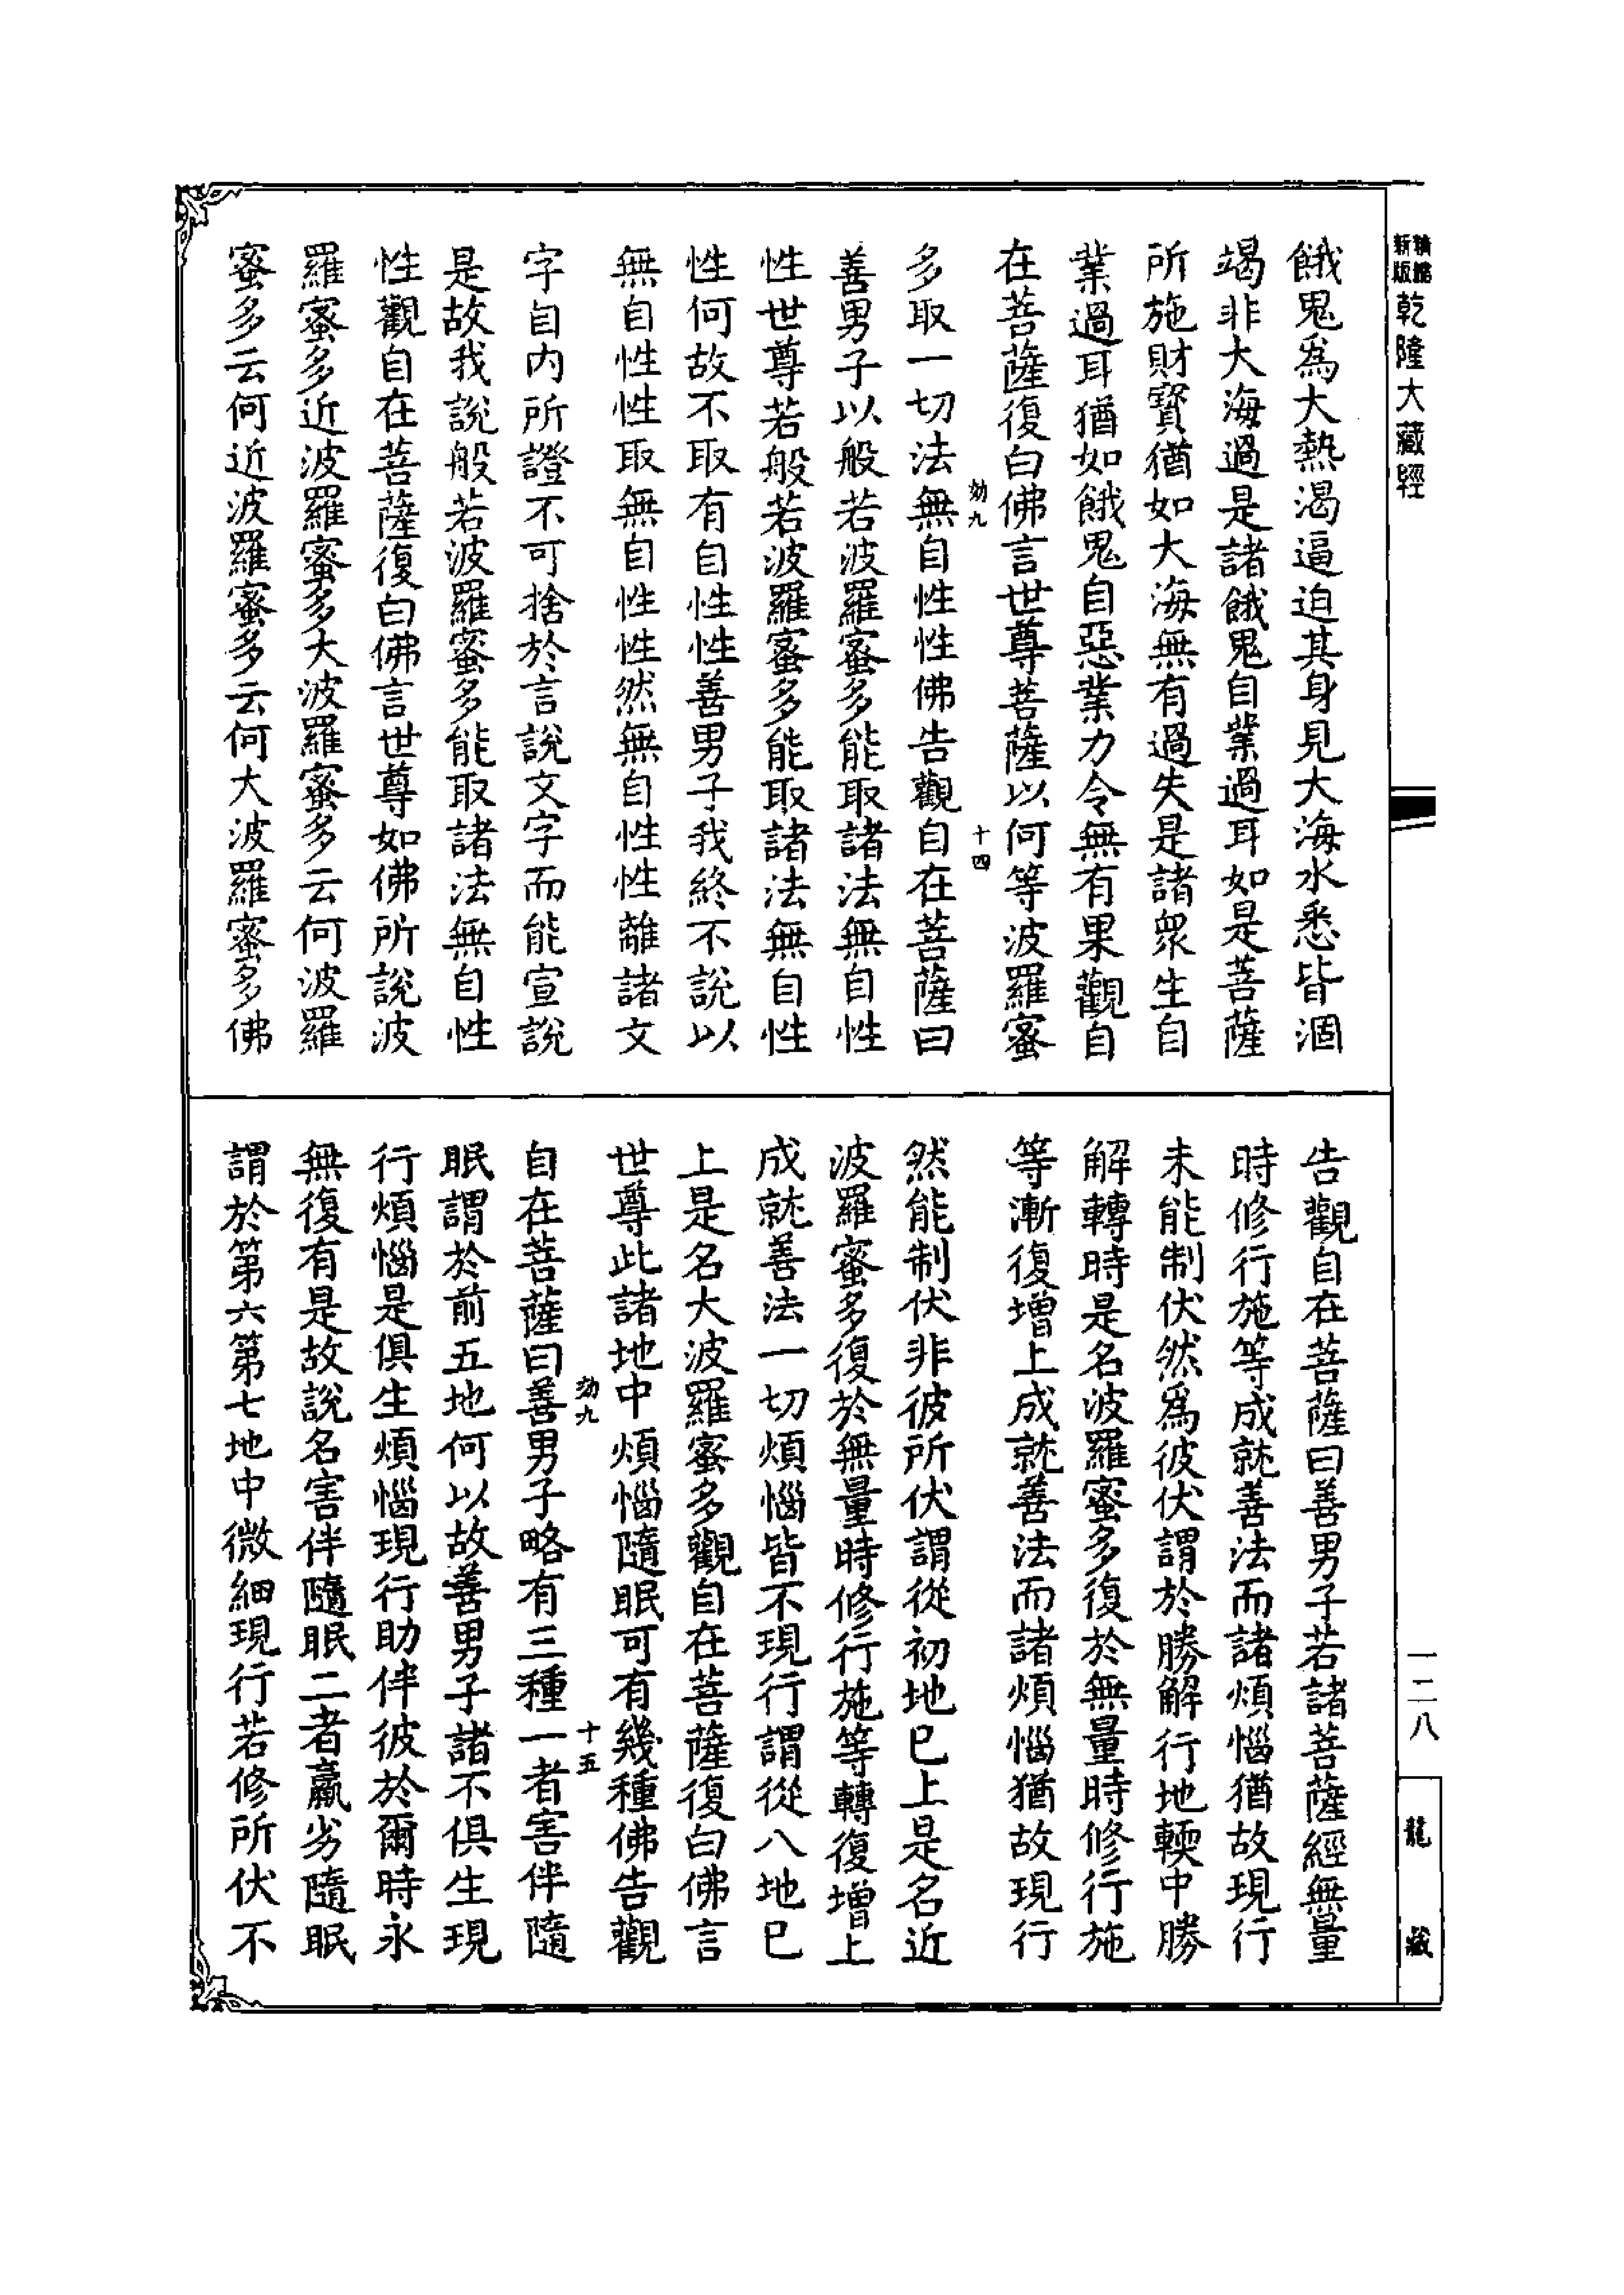 乾隆大藏經
餓鬼爲大熱渴逼迫其身見大海水悉皆涸
竭非大海過是諸餓鬼自業過耳如是菩薩
所施財寶猶如大海無有過失是諸衆生自
業過耳猶如餓鬼自惡業力令無有果觀自
在菩薩復白佛言世尊菩薩以何等波羅蜜
効九
十四
多取一切法無自性性佛告觀自在菩薩曰
善男子以般若波羅蜜多能取諸法無自性
性世尊若般若波羅蜜多能取諸法無自性
性何故不取有自性性善男子我終不說以
無自性性取無自性性然無自性性離諸文
字自內所證不可捨於言說文字而能宣說
是故我說般若波羅蜜多能取諸法無自性
性觀自在菩薩復白佛言世尊如佛所說波
羅蜜多近波羅蜜多大波羅蜜多云何波羅
蜜多云何近波羅蜜多云何大波羅蜜多佛
告觀自在菩薩曰善男子若諸菩薩經無量
時修行施等成就善法而諸煩惱猶故現行
未能制伏然爲彼伏謂於勝解行地輭中勝
解轉時是名波羅蜜多復於無量時修行施
等漸復增上成就善法而諸煩惱猶故現行
然能制伏非彼所伏謂從初地已上是名近
波羅蜜多復於無量時修行施等轉復增上
成就善法一切煩惱皆不現行謂從八地已
上是名大波羅蜜多觀自在菩薩復白佛言
世尊此諸地中煩惱隨眠可有幾種佛告觀
効九
十五
自在菩薩曰善男子略有三種一者害伴隨
眠謂於前五地何以故善男子諸不俱生現
行煩惱是俱生煩惱現行助伴彼於爾時永
無復有是故說名害伴隨眠二者羸劣隨眠
謂於第六第七地中微細現行若修所伏不
一二八
龍藏